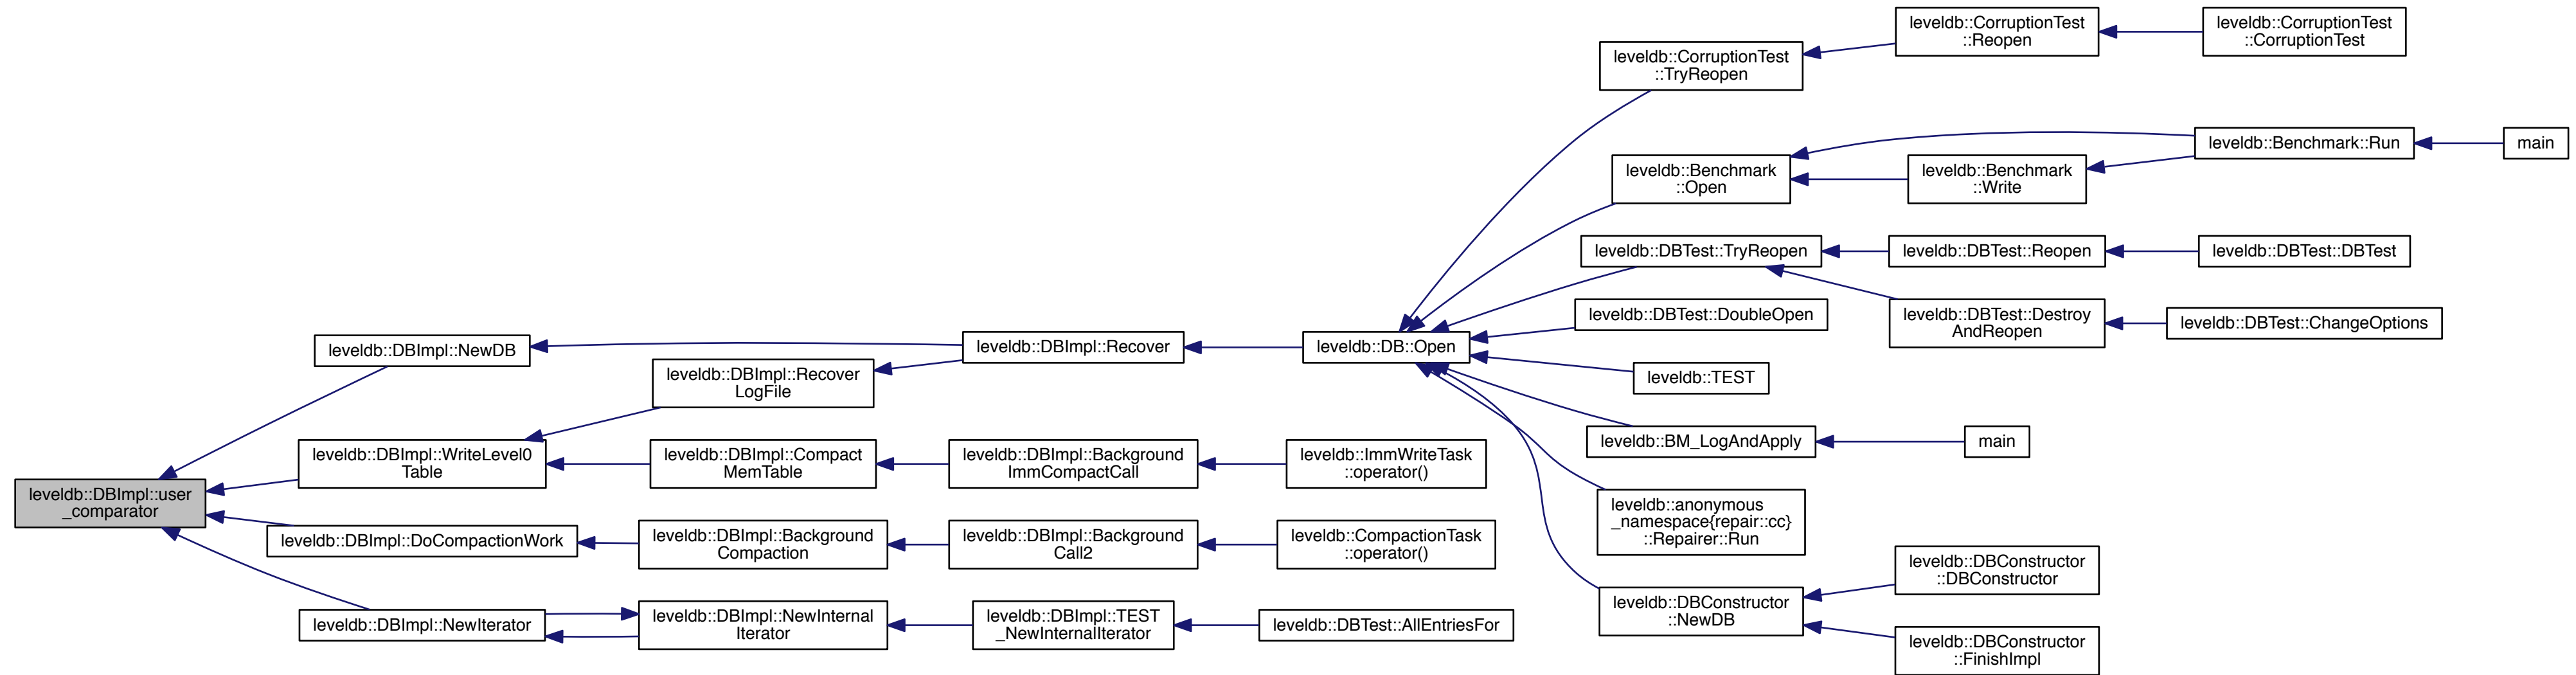 leveldb::CorruptionTest
::Reopen
leveldb::CorruptionTest
::CorruptionTest
leveldb::CorruptionTest
::TryReopen
leveldb::Benchmark::Run
main
leveldb::Benchmark
::Open
leveldb::Benchmark
::Write
leveldb::DBTest::TryReopen
leveldb::DBTest::Reopen
leveldb::DBTest::DBTest
leveldb::DBTest::DoubleOpen
leveldb::DBTest::Destroy
AndReopen
leveldb::DBTest::ChangeOptions
leveldb::DBImpl::NewDB
leveldb::DBImpl::Recover
leveldb::DB::Open
leveldb::DBImpl::Recover
LogFile
leveldb::TEST
leveldb::DBImpl::WriteLevel0
Table
leveldb::DBImpl::Compact
MemTable
leveldb::DBImpl::Background
ImmCompactCall
leveldb::ImmWriteTask
::operator()
leveldb::BM_LogAndApply
main
leveldb::DBImpl::user
_comparator
leveldb::anonymous
_namespace{repair::cc}
::Repairer::Run
leveldb::DBImpl::DoCompactionWork
leveldb::DBImpl::Background
Compaction
leveldb::DBImpl::Background
Call2
leveldb::CompactionTask
::operator()
leveldb::DBConstructor
::DBConstructor
leveldb::DBImpl::NewIterator
leveldb::DBImpl::NewInternal
Iterator
leveldb::DBImpl::TEST
_NewInternalIterator
leveldb::DBTest::AllEntriesFor
leveldb::DBConstructor
::NewDB
leveldb::DBConstructor
::FinishImpl